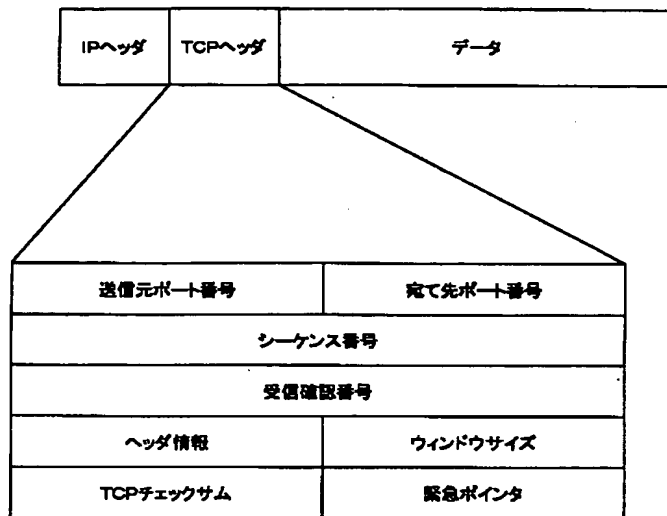 IPヘッダ TCPヘッダ データ
送信元ポート番号 宛て先ポート番号
シーケンス番号
受信確認番号
ヘッダ情報 ウィンドウサイズ
TCPチェックサム 緊急ポインタ